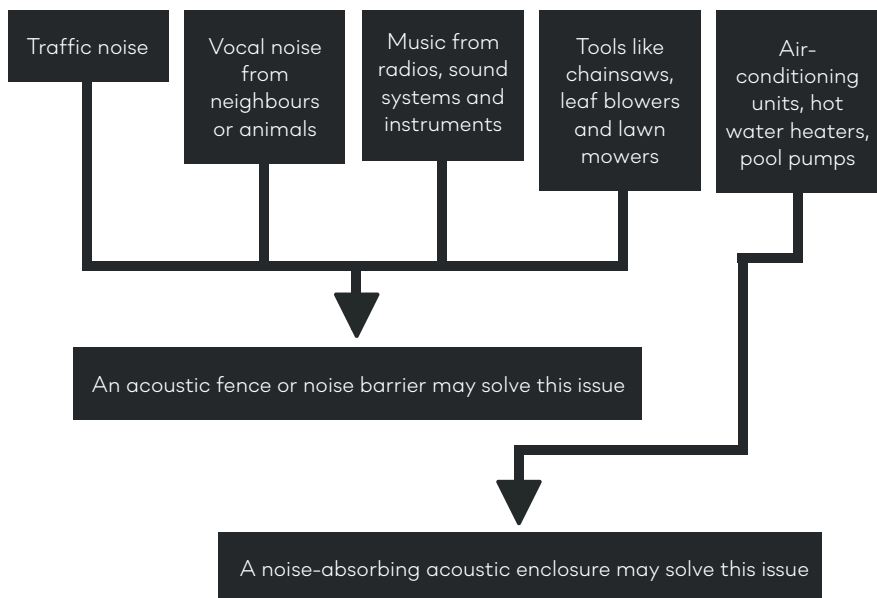 Traffic noise
Vocal noise
from
neighbours
or animals
Music from
radios, sound
systems and
instruments
Tools like
chainsaws,
leaf blowers
and lawn
mowers
Air-
conditioning
units, hot
water heaters,
pool pumps
An acoustic fence or noise barrier may solve this issue
A noise-absorbing acoustic enclosure may solve this issue